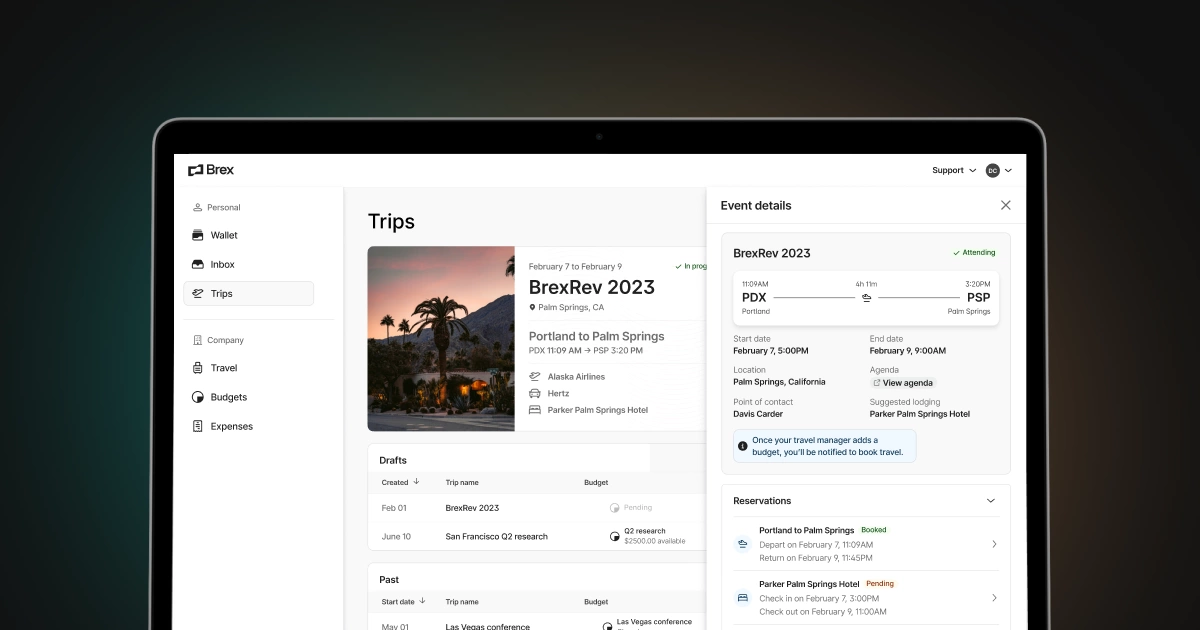 Brex
Support
DC
Personal
Wallet
Inbox
Trips
Company
Travel
Budgets
Expenses
Trips
February 7 to February 9
In prog
BrexRev 2023
Palm Springs, CA
Portland to Palm Springs
PDX 11:09 AM → PSP 3:20 PM
Alaska Airlines
Hertz
Parker Palm Springs Hotel
Drafts
Created ↓ Trip name Budget
Feb 01 BrexRev 2023 Pending
June 10 San Francisco Q2 research Q2 research
$2500.00 available
Past
Start date ↓ Trip name Budget
May 01 Las Vegas conference Las Vegas conference
Event details
BrexRev 2023 Attending
11:09AM 4h 11m 3:20PM
PDX PSP
Portland Palm Springs
Start date End date
February 7, 5:00PM February 9, 9:00AM
Location Agenda
Palm Springs, California View agenda
Point of contact Suggested lodging
Davis Carder Parker Palm Springs Hotel
Once your travel manager adds a
budget, you'll be notified to book travel.
Reservations
Portland to Palm Springs Booked
Depart on February 7, 11:09AM
Return on February 9, 11:45PM
Parker Palm Springs Hotel Pending
Check in on February 7, 3:00PM
Check out on February 9, 11:00AM